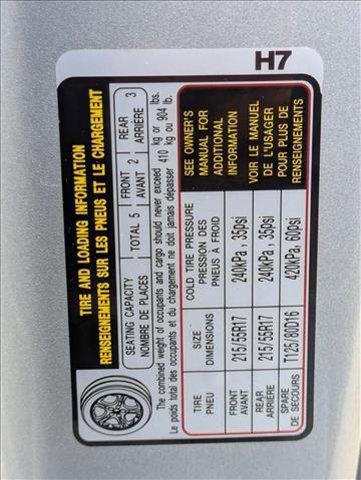 H7
TIRE AND LOADING INFORMATION
RENSEIGNEMENTS SUR LES PNEUS ET LE CHARGEMENT
SEATING CAPACITY
NOMBRE DE PLACES
TOTAL 5
FRONT
AVANT 2
REAR
ARRIÈRE 3
The combined weight of occupants and cargo should never exceed 410 kg or 904 lbs.
Le poids total des occupants et du chargement ne doit jamais dépasser 410 kg ou 904 lb.
TIRE
PNEU
SIZE
DIMENSIONS
COLD TIRE PRESSURE
PRESSION DES
PNEUS A FROID
FRONT
AVANT
215/55R17
240kPa, 35psi
REAR
ARRIERE
215/55R17
240kPa, 35psi
SPARE
DE SECOURS
T125/80D16
420kPa, 60psi
SEE OWNER'S
MANUAL FOR
ADDITIONAL
INFORMATION
VOIR LE MANUEL
DE L'USAGER
POUR PLUS DE
RENSEIGNEMENTS